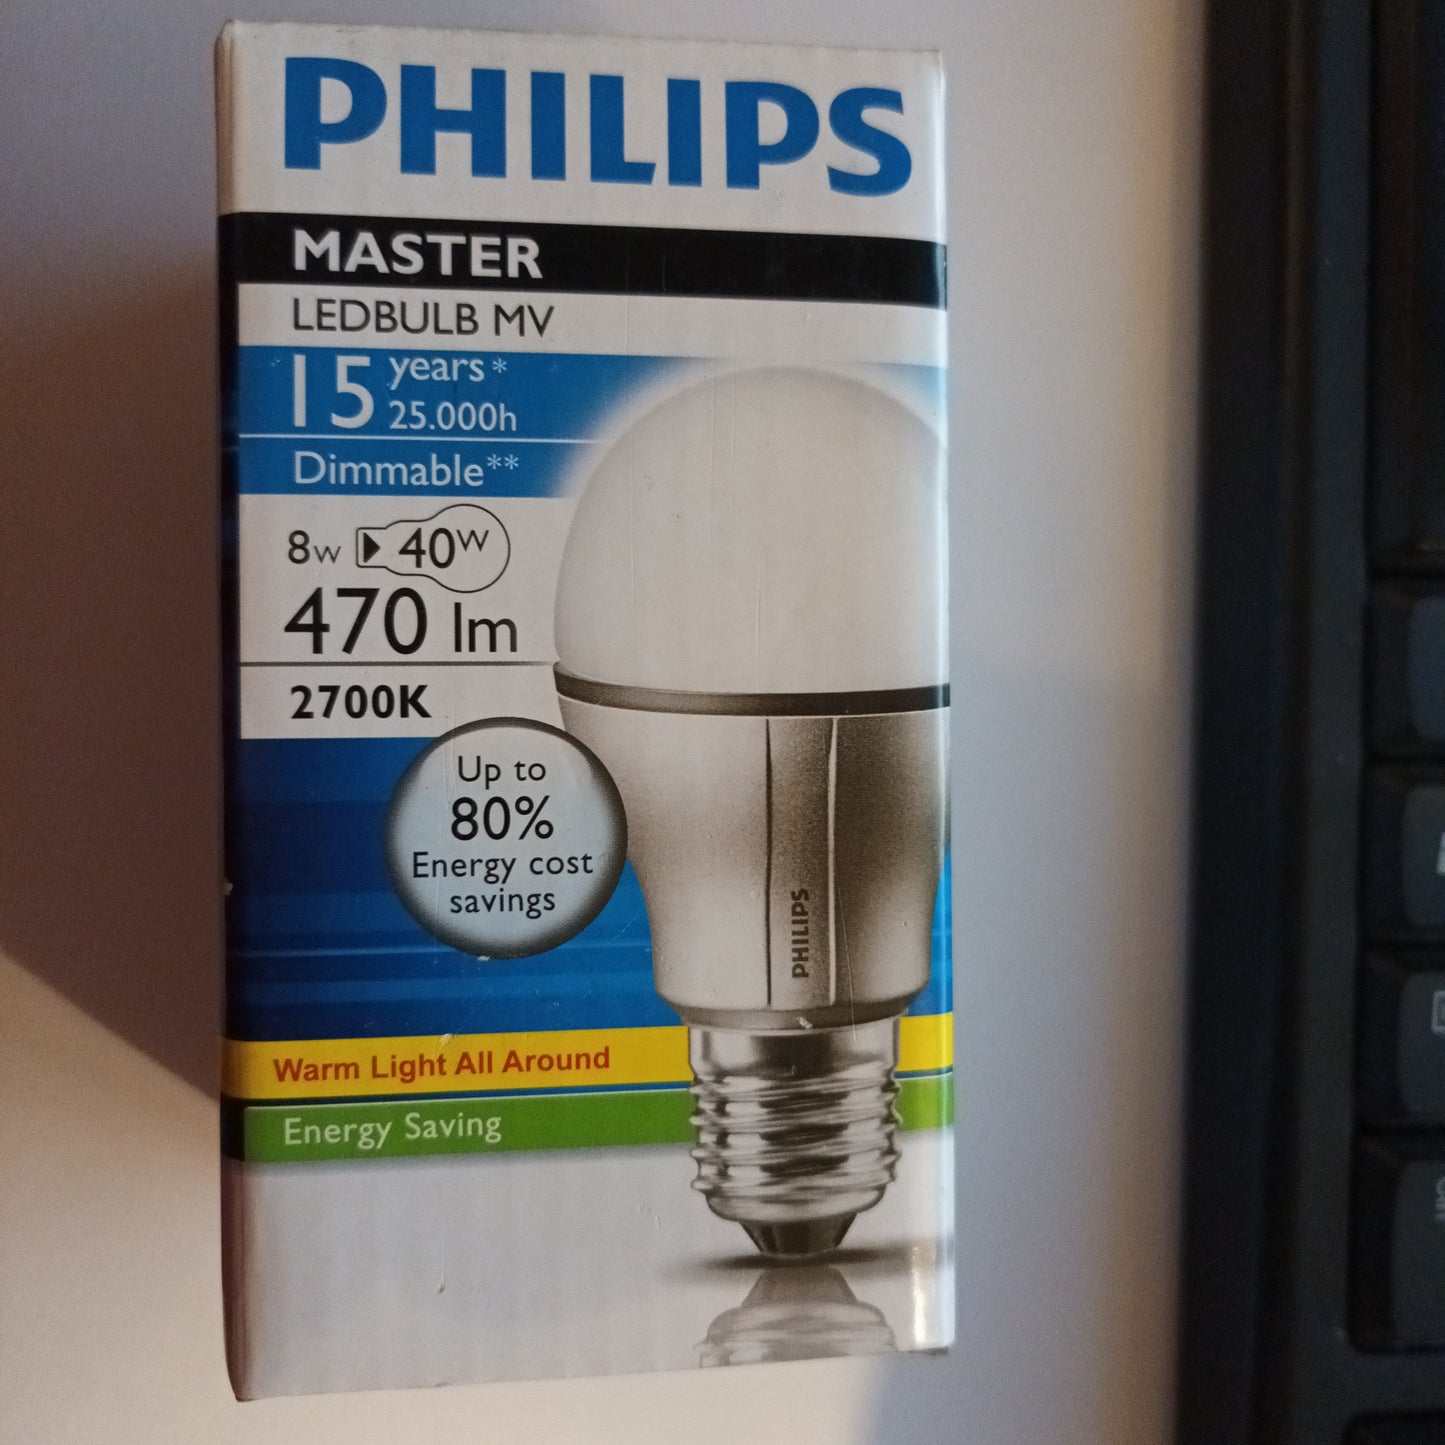 PHILIPS
MASTER
LEDBULB MV
15 years*
25.000h
Dimmable**
8w 40W
470 lm
2700K
Up to
80%
Energy cost
savings
PHILIPS
Warm Light All Around
Energy Saving